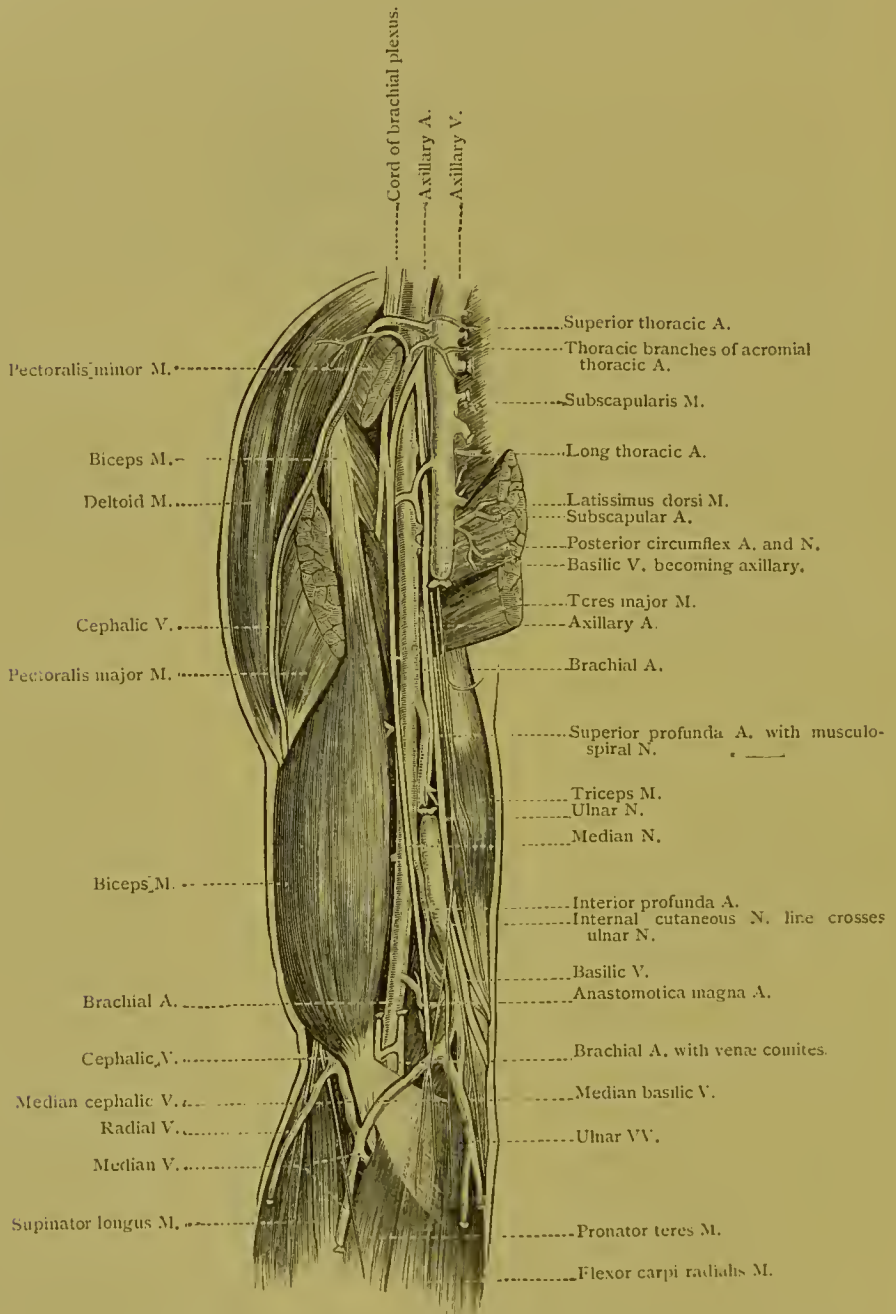 Cord of brachial plexus.
Axillary A.
Axillary V.
Pectoralis minor M.
Biceps M.
Deltoid M.
Cephalic V.
Pectoralis major M.
Biceps M.
Brachial A.
Cephalic V.
Median cephalic V.
Radial V.
Median V.
Supinator longus M.
Superior thoracic A.
Thoracic branches of acromial
thoracic A.
Subscapularis M.
Long thoracic A.
Latissimus dorsi M.
Subscapular A.
Posterior circumflex A. and N.
Basilic V. becoming axillary.
Teres major M.
Axillary A.
Brachial A.
Superior profunda A. with musculo-
spiral N.
Triceps M.
Ulnar N.
Median N.
Interior profunda A.
Internal cutaneous N. line crosses
ulnar N.
Basilic V.
Anastomotica magna A.
Brachial A. with venæ comites.
Median basilic V.
Ulnar VV.
Pronator teres M.
Flexor carpi radialis M.